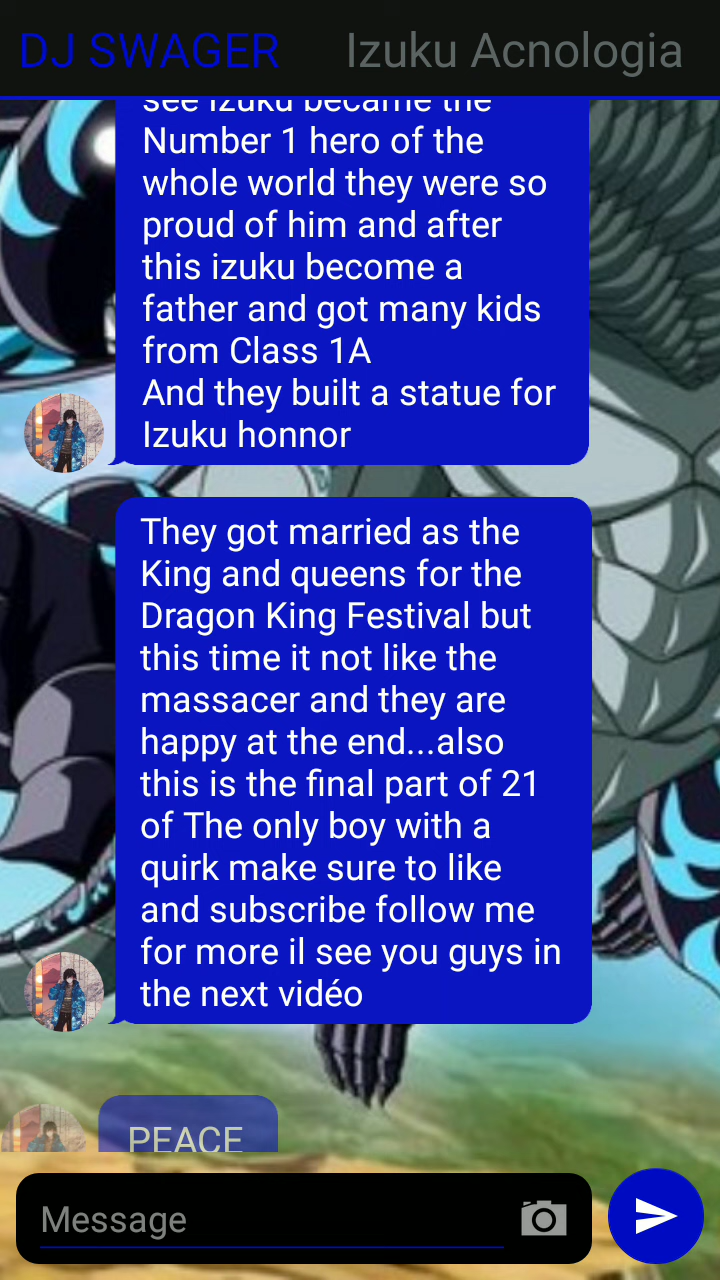 DJ SWAGER Izuku Acnologia
see Izuku became the
Number 1 hero of the
whole world they were so
proud of him and after
this izuku become a
father and got many kids
from Class 1A
And they built a statue for
Izuku honnor
They got married as the
King and queens for the
Dragon King Festival but
this time it not like the
massacer and they are
happy at the end...also
this is the final part of 21
of The only boy with a
quirk make sure to like
and subscribe follow me
for more il see you guys in
the next vidéo
PEACE
Message